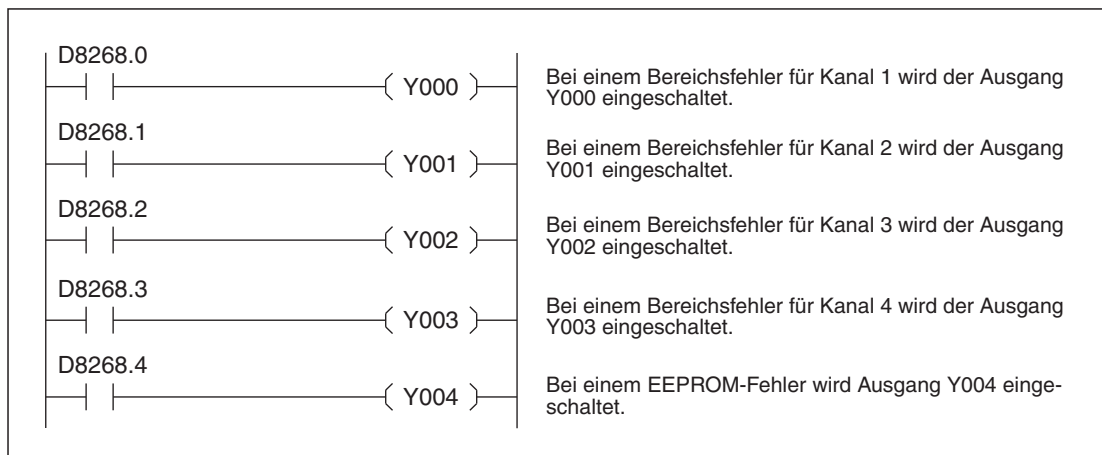 D8268.0
Y000
Bei einem Bereichsfehler für Kanal 1 wird der Ausgang
Y000 eingeschaltet.
D8268.1
Y001
Bei einem Bereichsfehler für Kanal 2 wird der Ausgang
Y001 eingeschaltet.
D8268.2
Y002
Bei einem Bereichsfehler für Kanal 3 wird der Ausgang
Y002 eingeschaltet.
D8268.3
Y003
Bei einem Bereichsfehler für Kanal 4 wird der Ausgang
Y003 eingeschaltet.
D8268.4
Y004
Bei einem EEPROM-Fehler wird Ausgang Y004 einge-
schaltet.